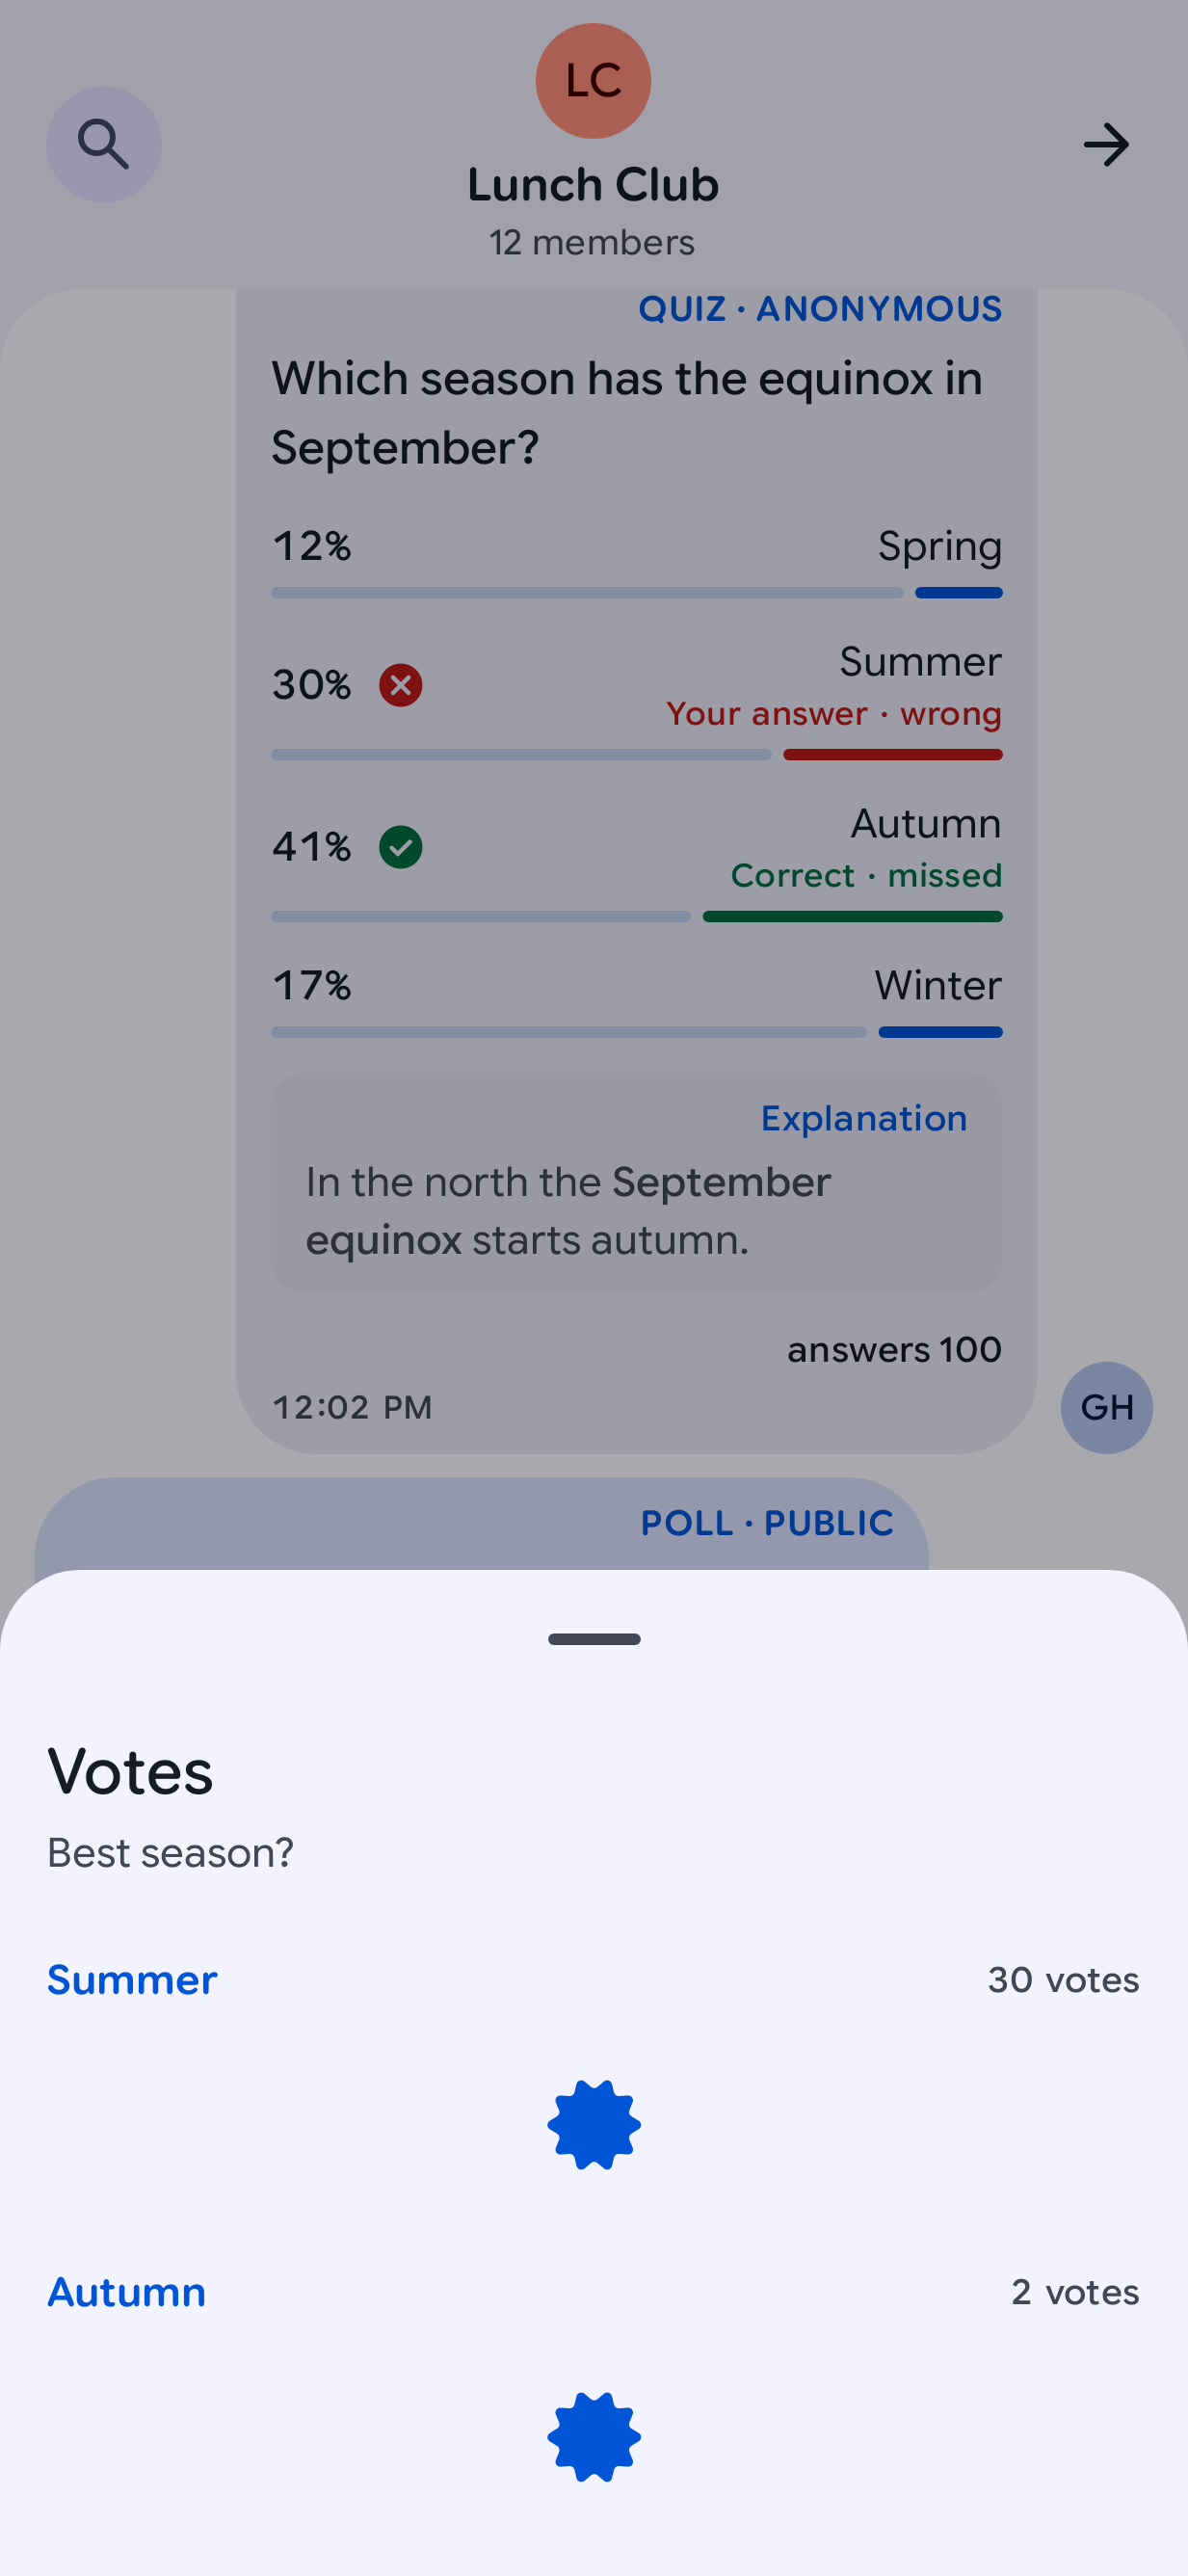 LC
Lunch Club
12 members
QUIZ · ANONYMOUS
Which season has the equinox in
September?
12% Spring
30% Summer
Your answer · wrong
41% Autumn
Correct · missed
17% Winter
Explanation
In the north the September
equinox starts autumn.
answers 100
12:02 PM
GH
POLL · PUBLIC
Votes
Best season?
Summer 30 votes
Autumn 2 votes